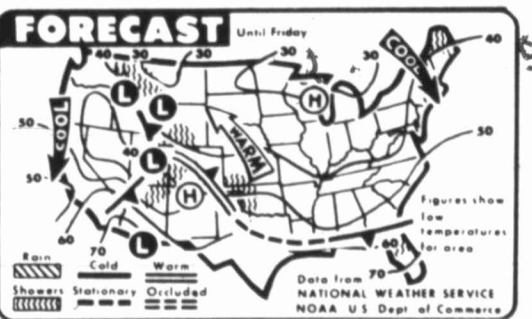 FORECAST Until Friday
40 30 30 30 30 40
COOL
L L H
50 COOL WARM 50
40 L
50 H
Figures show
low
temperatures
for area
60 70 L 60 70
Rain Cold Warm
Showers Stationary Occluded
Data from
NATIONAL WEATHER SERVICE
NOAA U S Dept of Commerce